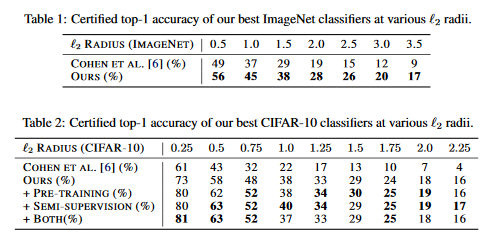 Table 1: Certified top-1 accuracy of our best ImageNet classifiers at various ℓ2 radii.
ℓ2 RADIUS (IMAGENET) 0.5 1.0 1.5 2.0 2.5 3.0 3.5
COHEN ET AL. [6] (%) 49 37 29 19 15 12 9
OURS (%) 56 45 38 28 26 20 17
Table 2: Certified top-1 accuracy of our best CIFAR-10 classifiers at various ℓ2 radii.
ℓ2 RADIUS (CIFAR-10) 0.25 0.5 0.75 1.0 1.25 1.5 1.75 2.0 2.25
COHEN ET AL. [6] (%) 61 43 32 22 17 13 10 7 4
OURS (%) 73 58 48 38 33 29 24 18 16
+ PRE-TRAINING (%) 80 62 52 38 34 30 25 19 16
+ SEMI-SUPERVISION (%) 80 63 52 40 34 29 25 19 17
+ BOTH(%) 81 63 52 37 33 29 25 18 16